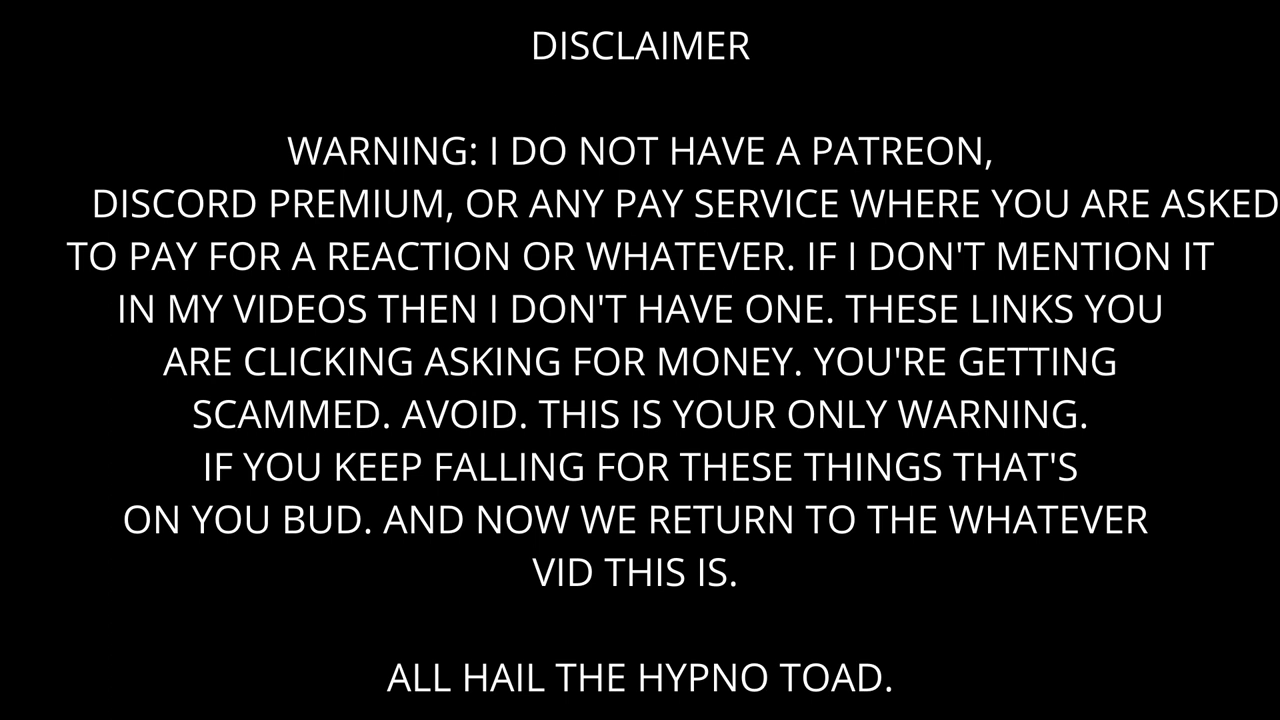 DISCLAIMER
WARNING: I DO NOT HAVE A PATREON,
DISCORD PREMIUM, OR ANY PAY SERVICE WHERE YOU ARE ASKED
TO PAY FOR A REACTION OR WHATEVER. IF I DON'T MENTION IT
IN MY VIDEOS THEN I DON'T HAVE ONE. THESE LINKS YOU
ARE CLICKING ASKING FOR MONEY. YOU'RE GETTING
SCAMMED. AVOID. THIS IS YOUR ONLY WARNING.
IF YOU KEEP FALLING FOR THESE THINGS THAT'S
ON YOU BUD. AND NOW WE RETURN TO THE WHATEVER
VID THIS IS.
ALL HAIL THE HYPNO TOAD.